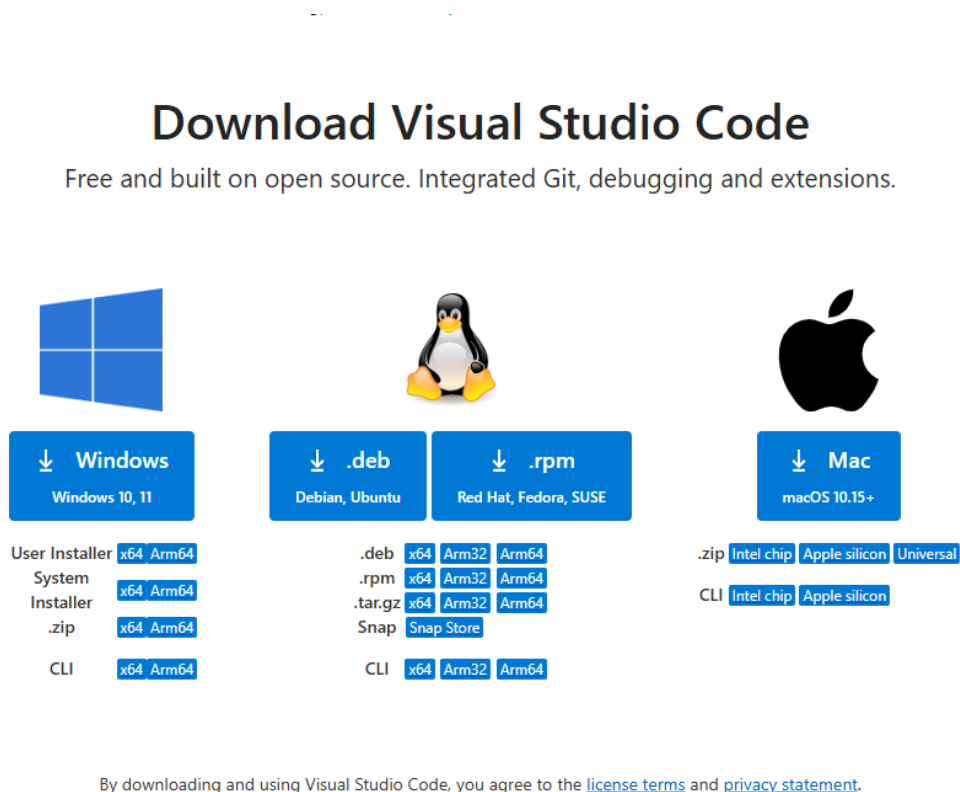 Download Visual Studio Code
Free and built on open source. Integrated Git, debugging and extensions.
Windows
Windows 10, 11
User Installer x64 Arm64
System
Installer x64 Arm64
.zip x64 Arm64
CLI x64 Arm64
.deb
Debian, Ubuntu
.rpm
Red Hat, Fedora, SUSE
.deb x64 Arm32 Arm64
.rpm x64 Arm32 Arm64
.tar.gz x64 Arm32 Arm64
Snap Snap Store
CLI x64 Arm32 Arm64
Mac
macOS 10.15+
.zip Intel chip Apple silicon Universal
CLI Intel chip Apple silicon
By downloading and using Visual Studio Code, you agree to the license terms and privacy statement.